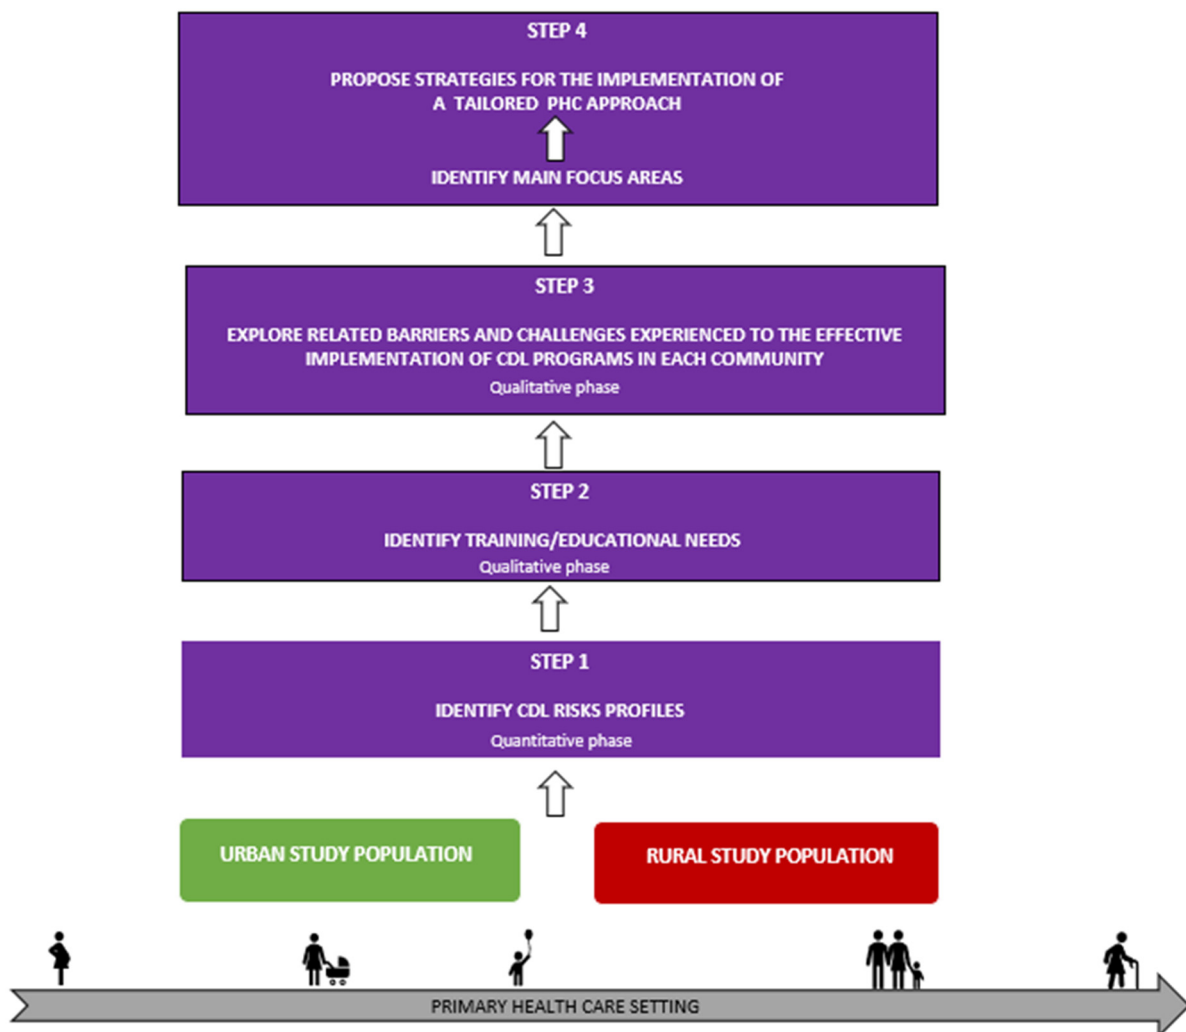 STEP 4
PROPOSE STRATEGIES FOR THE IMPLEMENTATION OF
A TAILORED PHC APPROACH
IDENTIFY MAIN FOCUS AREAS
STEP 3
EXPLORE RELATED BARRIERS AND CHALLENGES EXPERIENCED TO THE EFFECTIVE
IMPLEMENTATION OF CDL PROGRAMS IN EACH COMMUNITY
Qualitative phase
STEP 2
IDENTIFY TRAINING/EDUCATIONAL NEEDS
Qualitative phase
STEP 1
IDENTIFY CDL RISKS PROFILES
Quantitative phase
URBAN STUDY POPULATION
RURAL STUDY POPULATION
PRIMARY HEALTH CARE SETTING